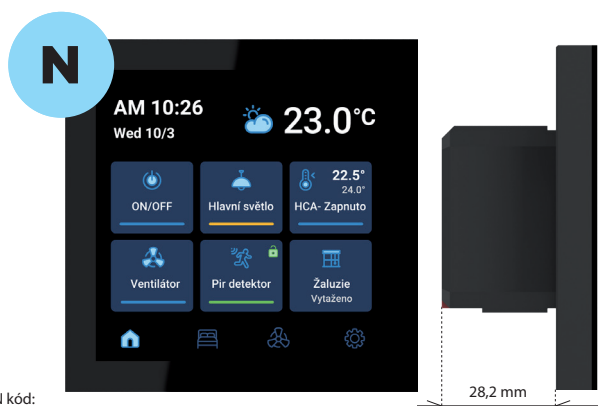 N
AM 10:26
Wed 10/3
23.0°C
ON/OFF
Hlavní světlo
22.5°
24.0°
HCA- Zapnuto
Ventilátor
Pir detektor
Žaluzie
Vytaženo
28,2 mm
N kód: